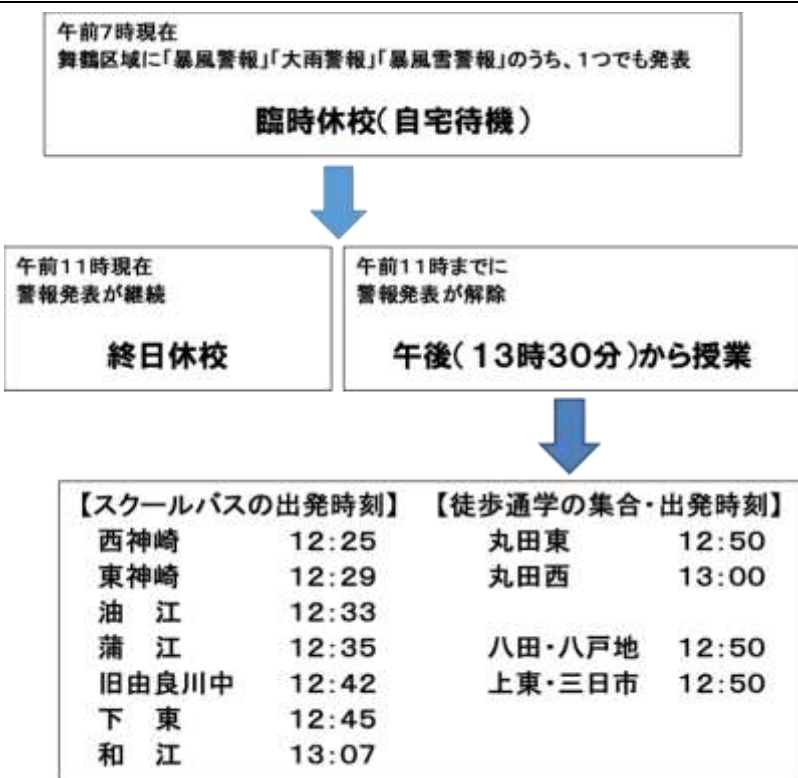 午前7時現在
舞鶴区域に「暴風警報」「大雨警報」「暴風雪警報」のうち、1つでも発表
臨時休校(自宅待機)
午前11時現在
警報発表が継続
終日休校
午前11時までに
警報発表が解除
午後(13時30分)から授業
【スクールバスの出発時刻】 【徒歩通学の集合・出発時刻】
西神崎 12:25 丸田東 12:50
東神崎 12:29 丸田西 13:00
油 江 12:33
蒲 江 12:35 八田・八戸地 12:50
旧由良川中 12:42 上東・三日市 12:50
下 東 12:45
和 江 13:07